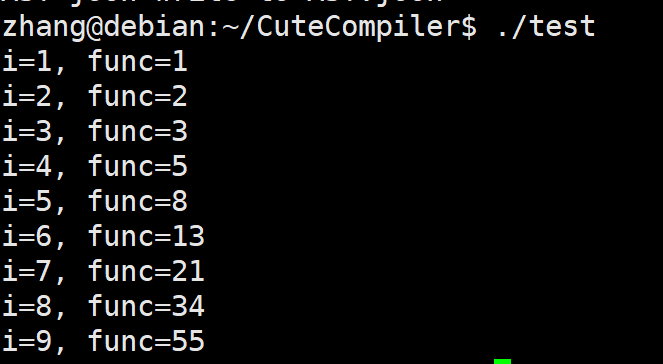 zhang@debian:~/CuteCompiler$ ./test
i=1, func=1
i=2, func=2
i=3, func=3
i=4, func=5
i=5, func=8
i=6, func=13
i=7, func=21
i=8, func=34
i=9, func=55